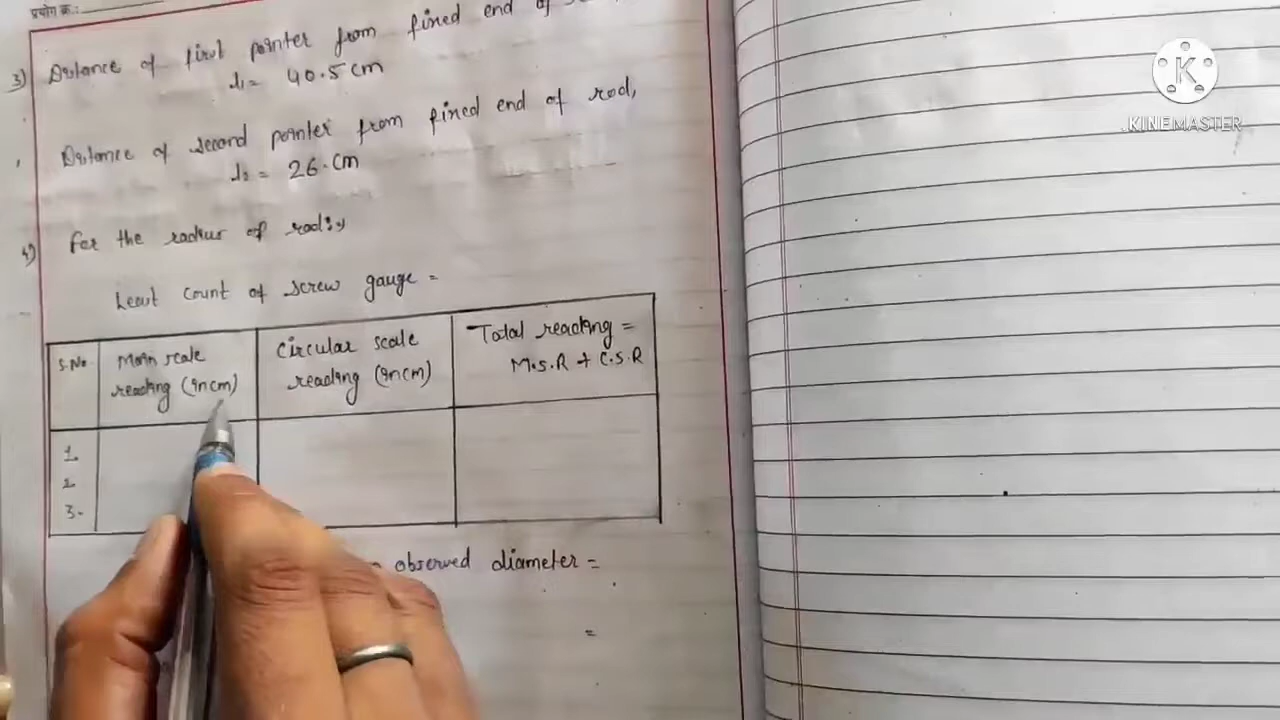 प्रयोग क्र.:
3) Distance of first pointer from fixed end of
l₁ = 40.5 cm
Distance of second pointer from fixed end of rod,
l₂ = 26. cm
4) For the radius of rod:→
Least count of screw gauge =
S.No. Main scale reading (in cm) Circular scale reading (in cm) Total reading = M.S.R + C.S.R
1.
2
3.
observed diameter =
=
K
KINEMASTER